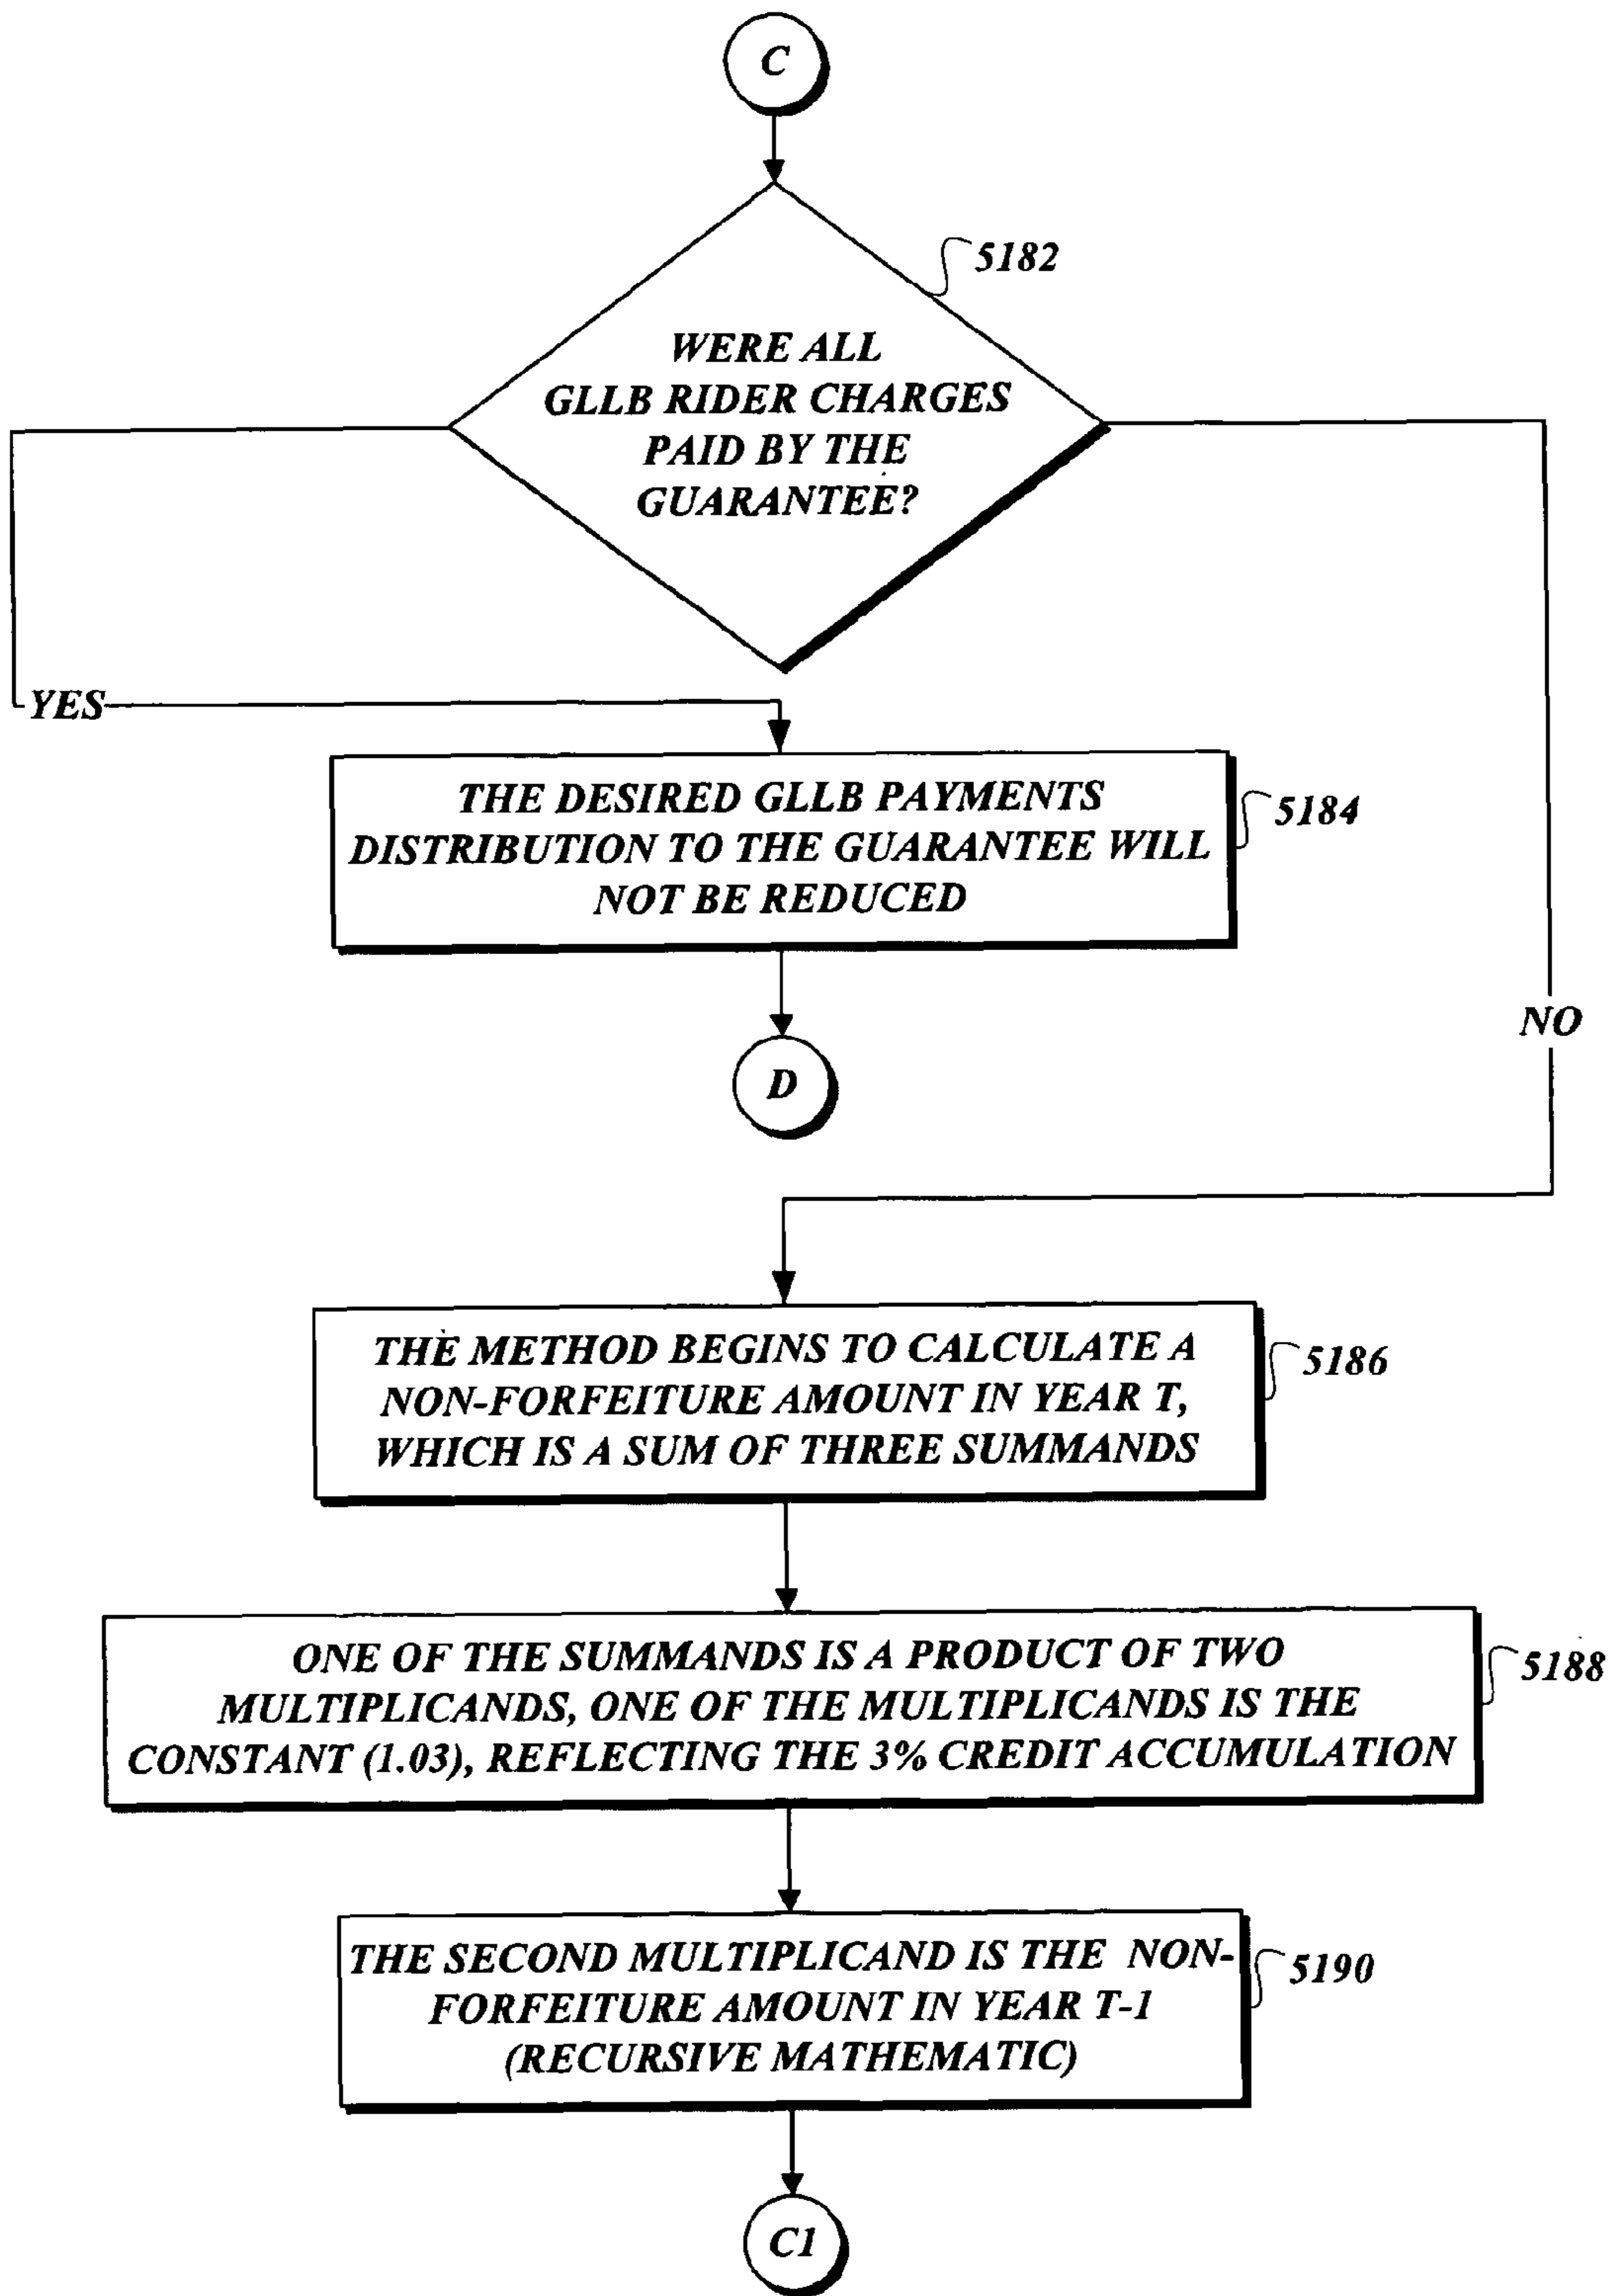 C
5182
WERE ALL
GLLB RIDER CHARGES
PAID BY THE
GUARANTEE?
YES
THE DESIRED GLLB PAYMENTS
DISTRIBUTION TO THE GUARANTEE WILL
NOT BE REDUCED
5184
NO
D
THE METHOD BEGINS TO CALCULATE A
NON-FORFEITURE AMOUNT IN YEAR T,
WHICH IS A SUM OF THREE SUMMANDS
5186
ONE OF THE SUMMANDS IS A PRODUCT OF TWO
MULTIPLICANDS, ONE OF THE MULTIPLICANDS IS THE
CONSTANT (1.03), REFLECTING THE 3% CREDIT ACCUMULATION
5188
THE SECOND MULTIPLICAND IS THE NON-
FORFEITURE AMOUNT IN YEAR T-1
(RECURSIVE MATHEMATIC)
5190
C1